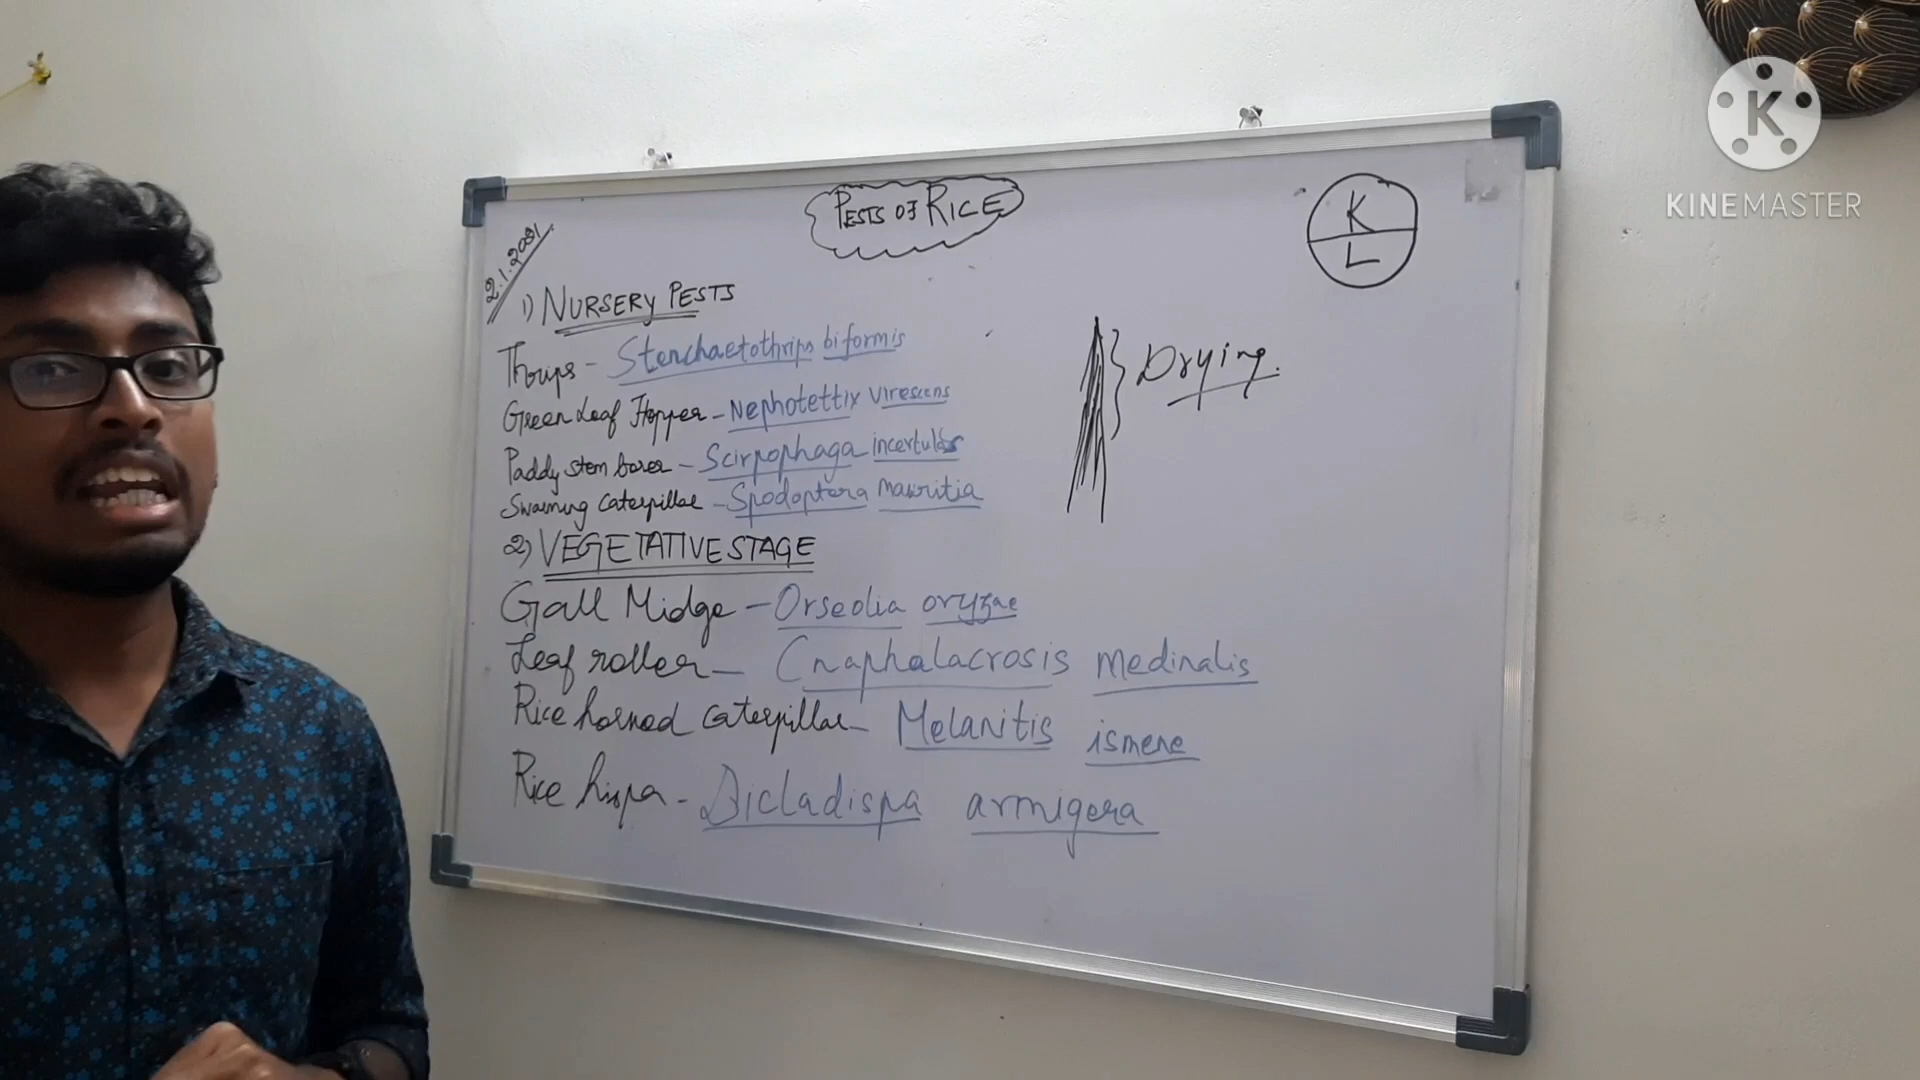 PESTS OF RICE
K
L
2.1.2021
1) NURSERY PESTS
Thrips - Stenchaetothrips biformis
Green Leaf Hopper - Nephotettix virescens
Paddy stem borer - Scirpophaga incertulas
Swarming caterpillar - Spodoptera mauritia
2) VEGETATIVE STAGE
Gall Midge - Orseolia oryzae
Leaf roller - Cnaphalacrosis medinalis
Rice horned caterpillar - Melanitis ismene
Rice hispa - Dicladispa armigera
Drying.
K
KINEMASTER